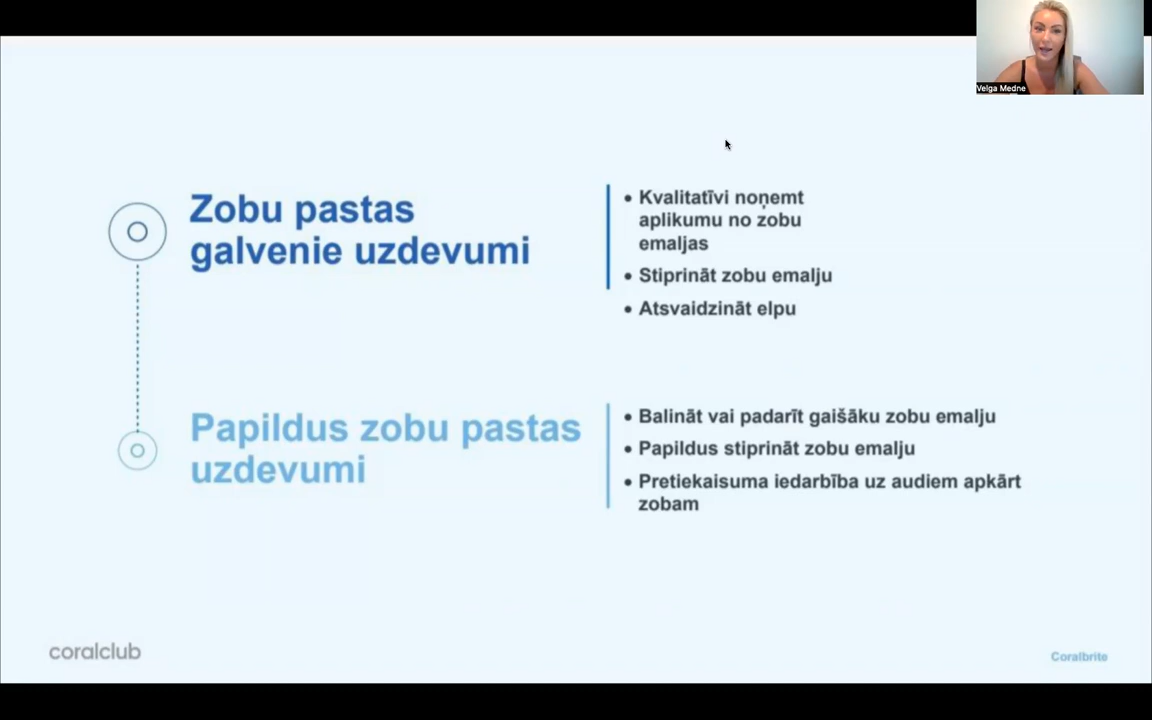 Velga Medne
Zobu pastas
galvenie uzdevumi
• Kvalitatīvi noņemt
aplikumu no zobu
emaljas
• Stiprināt zobu emalju
• Atsvaidzināt elpu
Papildus zobu pastas
uzdevumi
• Balināt vai padarīt gaišāku zobu emalju
• Papildus stiprināt zobu emalju
• Pretiekaisuma iedarbība uz audiem apkārt
zobam
coralclub
Coralbrite